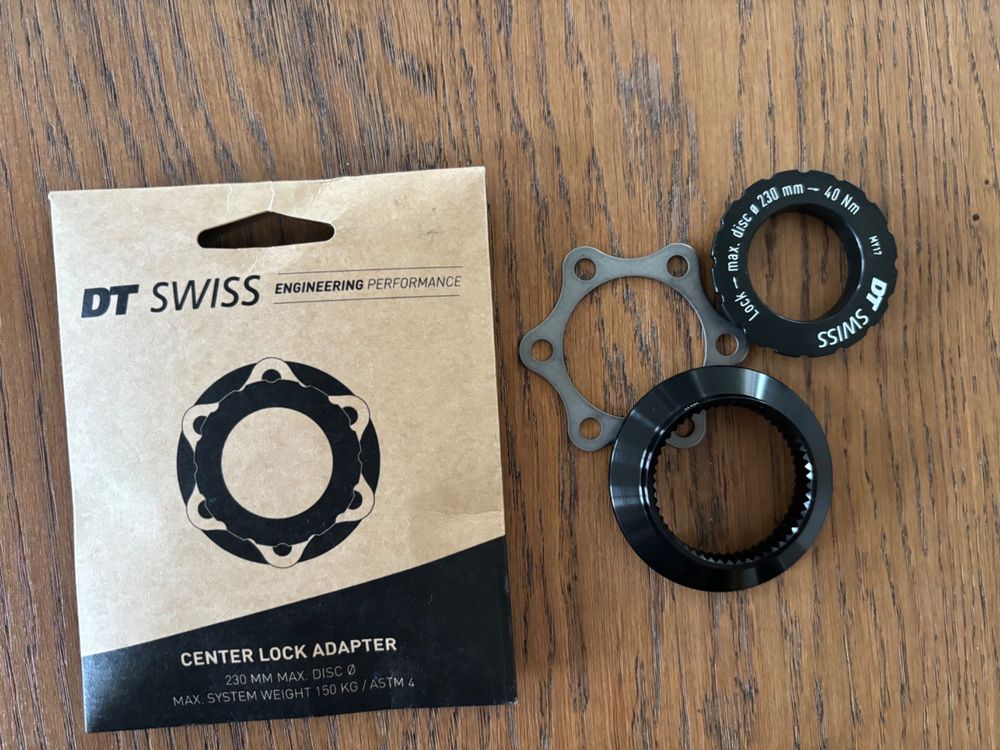 DT SWISS ENGINEERING PERFORMANCE
CENTER LOCK ADAPTER
230 MM MAX. DISC Ø
MAX. SYSTEM WEIGHT 150 KG / ASTM 4
Lock → max. disc ø 230 mm → 40 Nm
MY17
DT SWISS